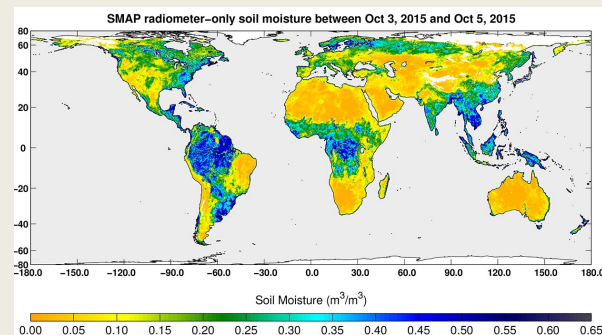 SMAP radiometer−only soil moisture between Oct 3, 2015 and Oct 5, 2015
80
60
40
20
0
−20
−40
−60
−80
−180.0 −150.0 −120.0 −90.0 −60.0 −30.0 0.0 30.0 60.0 90.0 120.0 150.0 180.0
Soil Moisture (m³/m³)
0.00 0.05 0.10 0.15 0.20 0.25 0.30 0.35 0.40 0.45 0.50 0.55 0.60 0.65